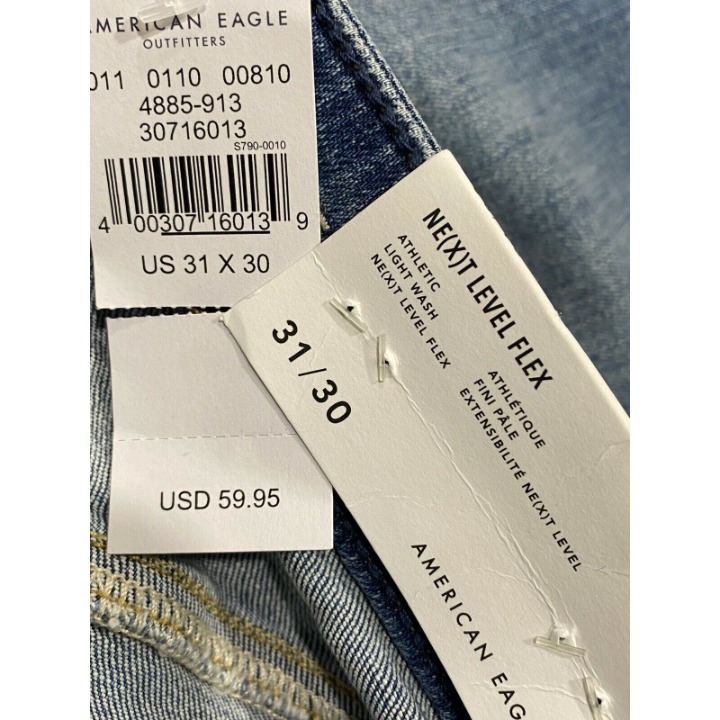 AMERICAN EAGLE
OUTFITTERS
011 0110 00810
4885-913
30716013
S790-0010
4 00307 16013 9
US 31 X 30
USD 59.95
NE(X)T LEVEL FLEX
ATHLETIC
LIGHT WASH
NE(X)T LEVEL FLEX
ATHLÉTIQUE
FINI PÂLE
EXTENSIBILITÉ NE(X)T LEVEL
31/30
AMERICAN EAGL